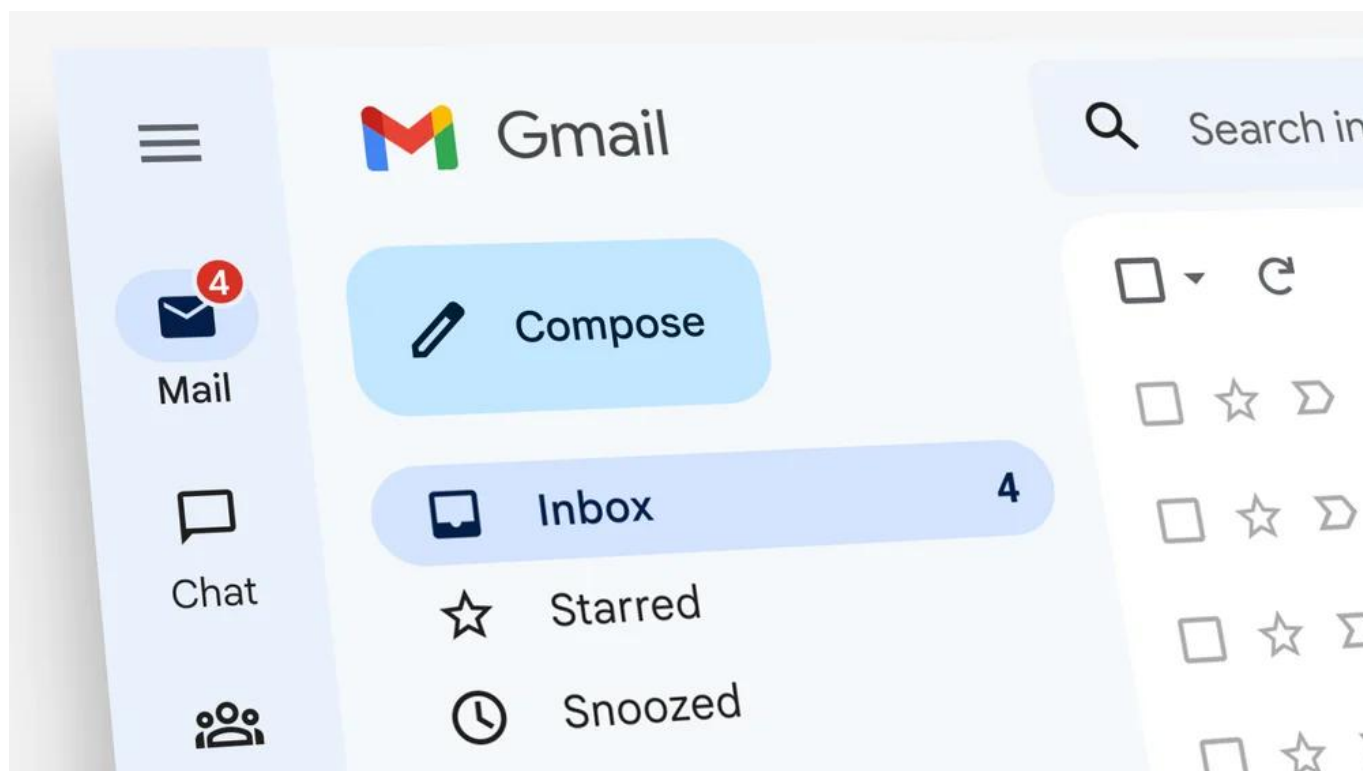 Gmail
Search in
4
Compose
Mail
Inbox 4
Chat
Starred
Snoozed